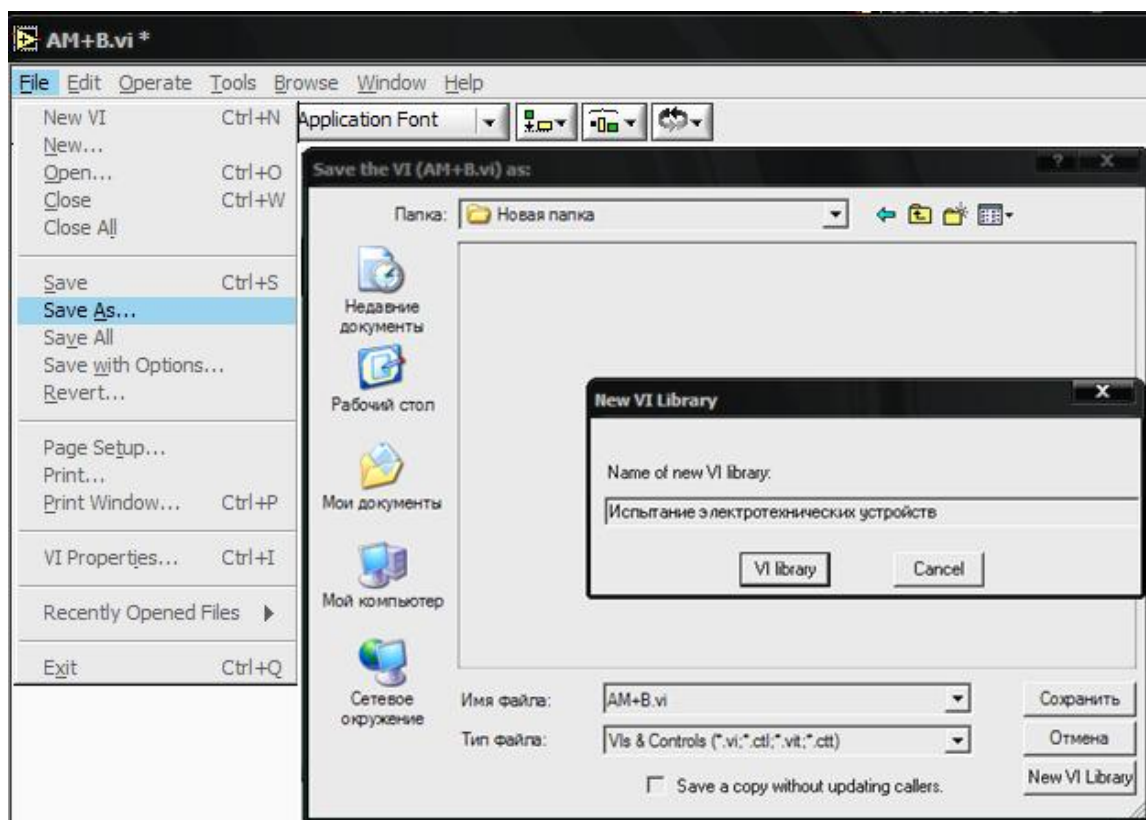 AM+B.vi *
File Edit Operate Tools Browse Window Help
New VI Ctrl+N
New...
Open... Ctrl+O
Close Ctrl+W
Close All
Save Ctrl+S
Save As...
Save All
Save with Options...
Revert...
Page Setup...
Print...
Print Window... Ctrl+P
VI Properties... Ctrl+I
Recently Opened Files
Exit Ctrl+Q
Application Font
Save the VI (AM+B.vi) as:
Папка: Новая папка
Недавние
документы
Рабочий стол
Мои документы
Мой компьютер
Сетевое
окружение
New VI Library
Name of new VI library:
Испытание электротехнических устройств
VI library Cancel
Имя файла: AM+B.vi Сохранить
Тип файла: VIs & Controls (*.vi;*.ctl;*.vit;*.ctt) Отмена
Save a copy without updating callers. New VI Library